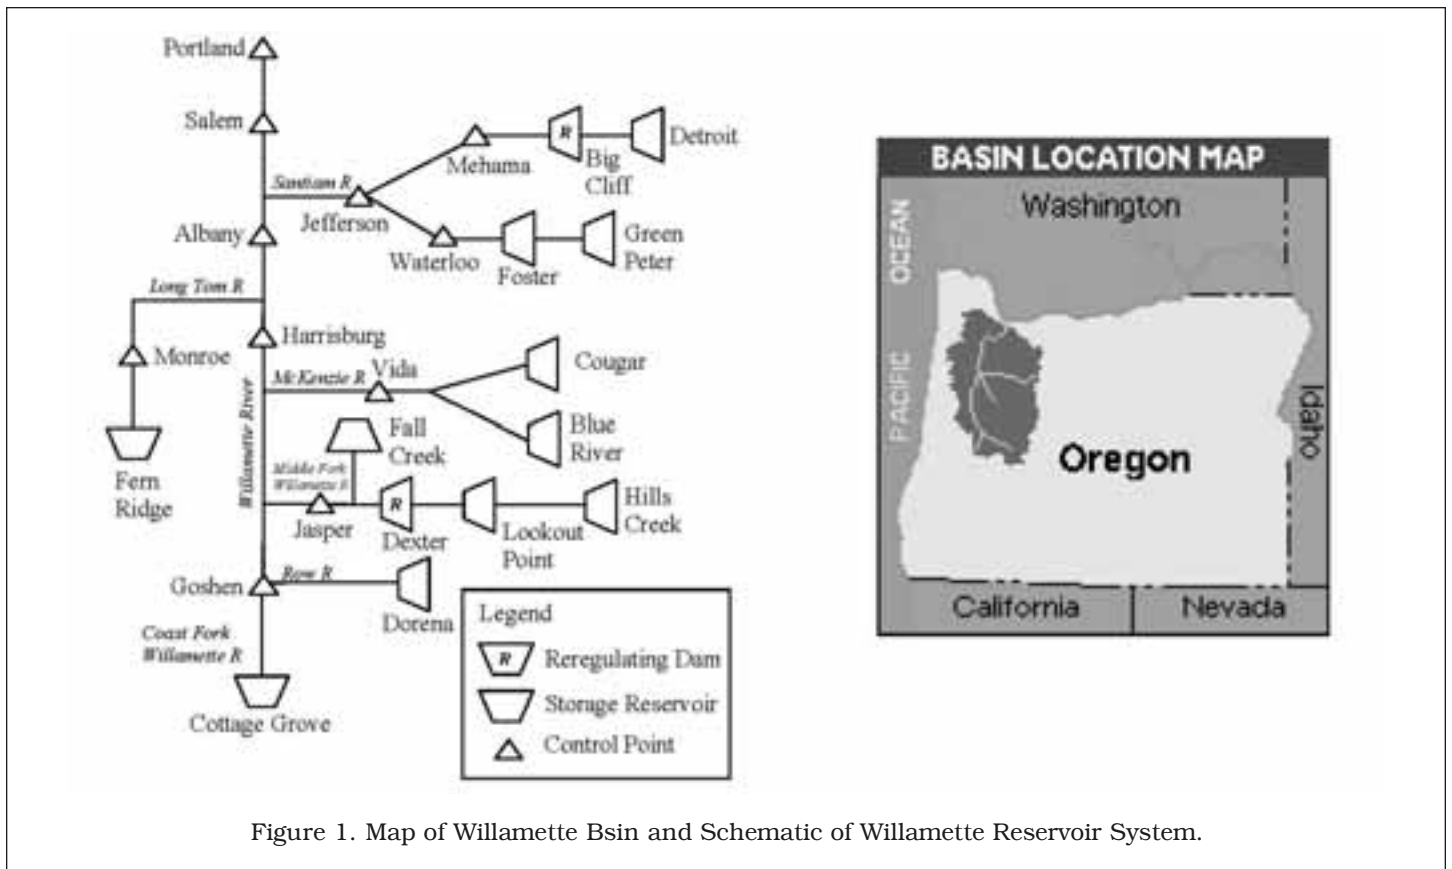 Portland
Salem
Santiam R
Mehama
R
Big
Cliff
Detroit
Jefferson
Albany
Waterloo
Foster
Green
Peter
Long Tom R
Harrisburg
Monroe
McKenzie R
Vida
Cougar
Blue
River
Fall
Creek
Fern
Ridge
Willamette River
Middle Fork
Willamette R
Jasper
R
Dexter
Lookout
Point
Hills
Creek
Goshen
Row R
Dorena
Coast Fork
Willamette R
Cottage Grove
Legend
R Reregulating Dam
Storage Reservoir
Control Point
BASIN LOCATION MAP
Washington
PACIFIC OCEAN
Oregon
Idaho
California
Nevada
Figure 1. Map of Willamette Bsin and Schematic of Willamette Reservoir System.